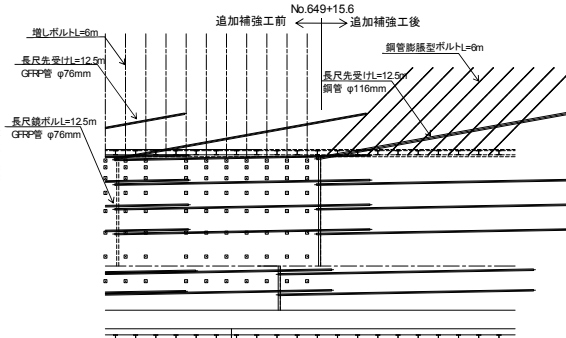 No.649+15.6
追加補強工前
追加補強工後
増しボルトL=6m
長尺先受けL=12.5m
GFRP管 φ76mm
鋼管膨脹型ボルトL=6m
長尺先受けL=12.5m
鋼管 φ116mm
長尺鏡ボルL=12.5m
GFRP管 φ76mm